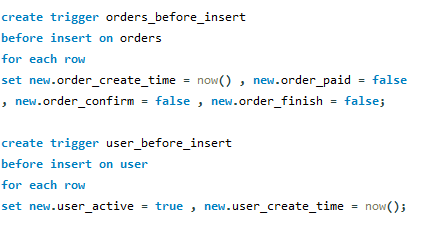 create trigger orders_before_insert
before insert on orders
for each row
set new.order_create_time = now() , new.order_paid = false
, new.order_confirm = false , new.order_finish = false;
create trigger user_before_insert
before insert on user
for each row
set new.user_active = true , new.user_create_time = now();